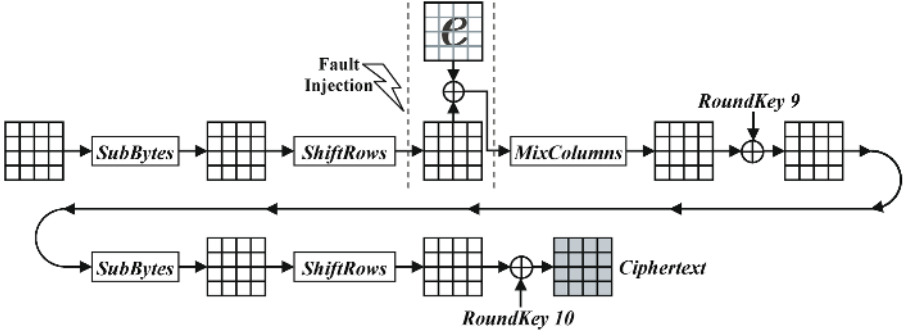 e
Fault
Injection
RoundKey 9
SubBytes
ShiftRows
MixColumns
SubBytes
ShiftRows
Ciphertext
RoundKey 10